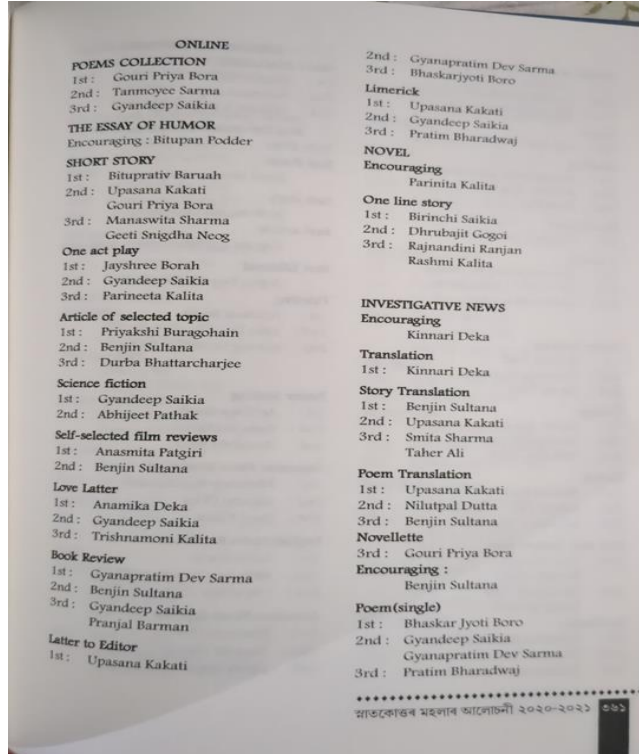 ONLINE
POEMS COLLECTION
1st : Gouri Priya Bora
2nd : Tanmoyee Sarma
3rd : Gyandeep Saikia
THE ESSAY OF HUMOR
Encouraging : Bitupan Podder
SHORT STORY
1st : Bituprativ Baruah
2nd : Upasana Kakati
Gouri Priya Bora
3rd : Manaswita Sharma
Geeti Snigdha Neog
One act play
1st : Jayshree Borah
2nd : Gyandeep Saikia
3rd : Parineeta Kalita
Article of selected topic
1st : Priyakshi Buragohain
2nd : Benjin Sultana
3rd : Durba Bhattarcharjee
Science fiction
1st : Gyandeep Saikia
2nd : Abhijeet Pathak
Self-selected film reviews
1st : Anasmita Patgiri
2nd : Benjin Sultana
Love Latter
1st : Anamika Deka
2nd : Gyandeep Saikia
3rd : Trishnamoni Kalita
Book Review
1st : Gyanapratim Dev Sarma
2nd : Benjin Sultana
3rd : Gyandeep Saikia
Pranjal Barman
Latter to Editor
1st : Upasana Kakati
2nd : Gyanapratim Dev Sarma
3rd : Bhaskarjyoti Boro
Limerick
1st : Upasana Kakati
2nd : Gyandeep Saikia
3rd : Pratim Bharadwaj
NOVEL
Encouraging
Parinita Kalita
One line story
1st : Birinchi Saikia
2nd : Dhrubajit Gogoi
3rd : Rajnandini Ranjan
Rashmi Kalita
INVESTIGATIVE NEWS
Encouraging
Kinnari Deka
Translation
1st : Kinnari Deka
Story Translation
1st : Benjin Sultana
2nd : Upasana Kakati
3rd : Smita Sharma
Taher Ali
Poem Translation
1st : Upasana Kakati
2nd : Nilutpal Dutta
3rd : Benjin Sultana
Novellette
3rd : Gouri Priya Bora
Encouraging :
Benjin Sultana
Poem(single)
1st : Bhaskar Jyoti Boro
2nd : Gyandeep Saikia
Gyanapratim Dev Sarma
3rd : Pratim Bharadwaj
স্নাতকোত্তৰ মহলাৰ আলোচনী ২০২০-২০২১ ৩৬১